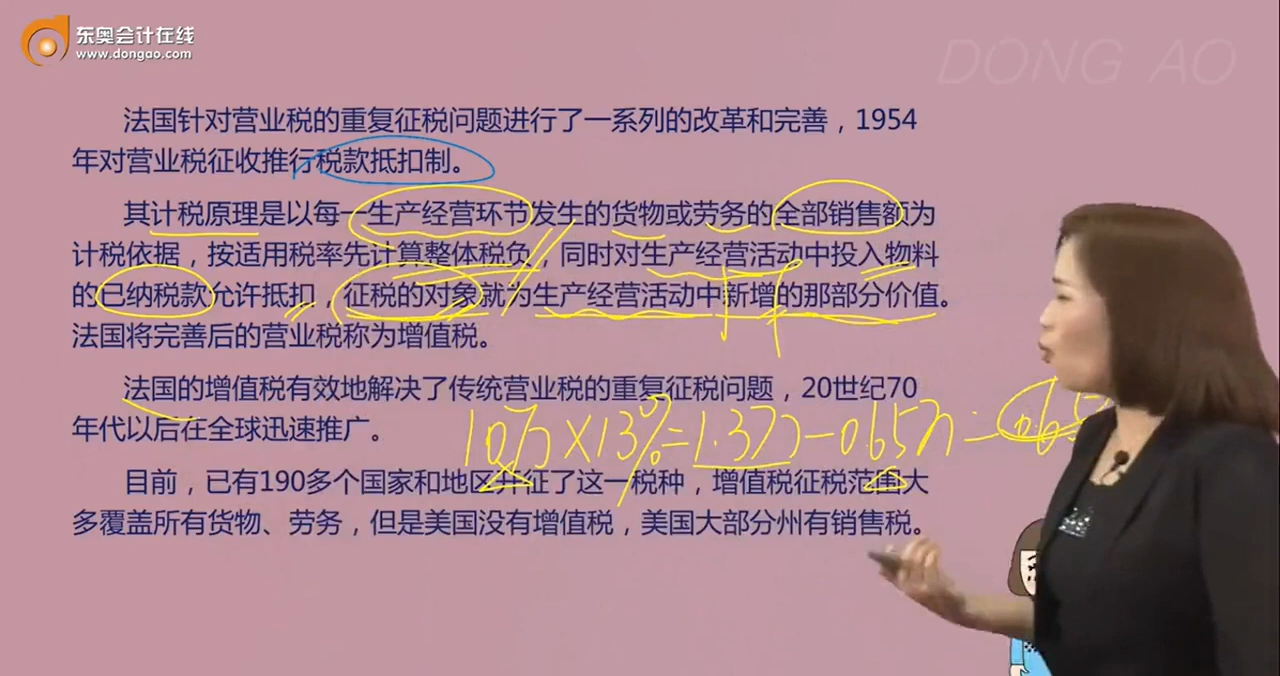 东奥会计在线
www.dongao.com
DONG AO
法国针对营业税的重复征税问题进行了一系列的改革和完善，1954
年对营业税征收推行税款抵扣制。
其计税原理是以每一生产经营环节发生的货物或劳务的全部销售额为
计税依据，按适用税率先计算整体税负，同时对生产经营活动中投入物料
的已纳税款允许抵扣，征税的对象就为生产经营活动中新增的那部分价值。
法国将完善后的营业税称为增值税。
法国的增值税有效地解决了传统营业税的重复征税问题，20世纪70
年代以后在全球迅速推广。
10万×13%=1.3万-0.65万=0.65
目前，已有190多个国家和地区开征了这一税种，增值税征税范围大
多覆盖所有货物、劳务，但是美国没有增值税，美国大部分州有销售税。